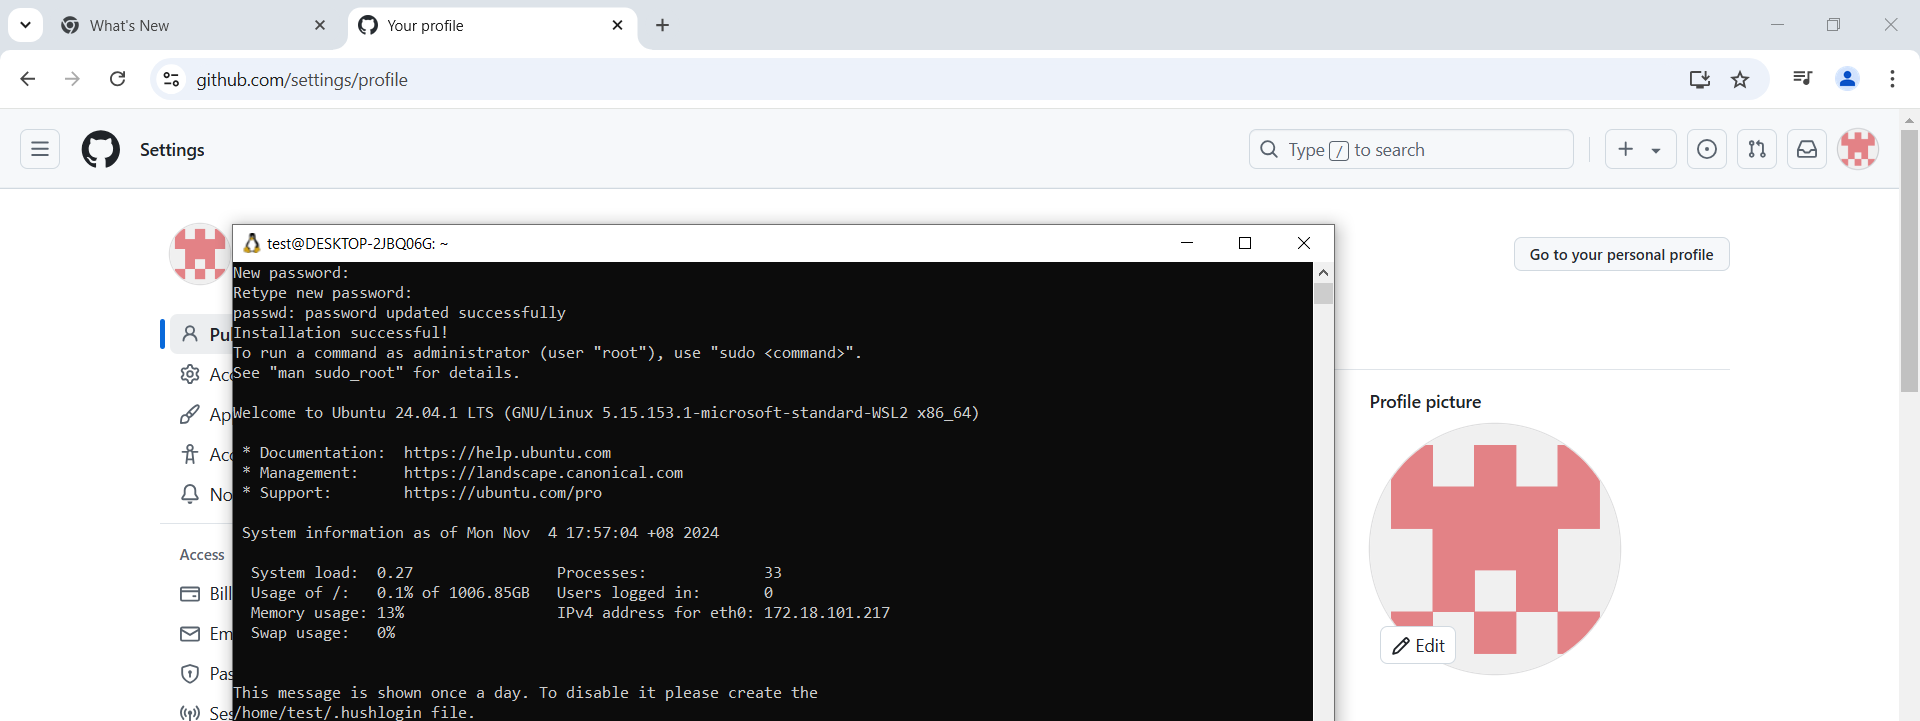 What's New
Your profile
github.com/settings/profile
Settings
Type / to search
test@DESKTOP-2JBQ06G: ~
Go to your personal profile
New password:
Retype new password:
passwd: password updated successfully
Installation successful!
To run a command as administrator (user "root"), use "sudo <command>".
See "man sudo_root" for details.
Welcome to Ubuntu 24.04.1 LTS (GNU/Linux 5.15.153.1-microsoft-standard-WSL2 x86_64)
* Documentation:  https://help.ubuntu.com
* Management:     https://landscape.canonical.com
* Support:        https://ubuntu.com/pro
System information as of Mon Nov  4 17:57:04 +08 2024
System load:  0.27                Processes:             33
Usage of /:   0.1% of 1006.85GB   Users logged in:       0
Memory usage: 13%                 IPv4 address for eth0: 172.18.101.217
Swap usage:   0%
This message is shown once a day. To disable it please create the
/home/test/.hushlogin file.
Pu
Acc
Ap
Acc
No
Access
Bill
Em
Pas
Ses
Profile picture
Edit